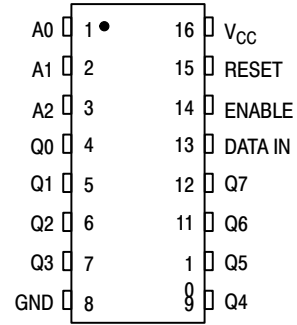 A0 1 16 VCC
A1 2 15 RESET
A2 3 14 ENABLE
Q0 4 13 DATA IN
Q1 5 12 Q7
Q2 6 11 Q6
Q3 7 1 Q5
0
GND 8 9 Q4